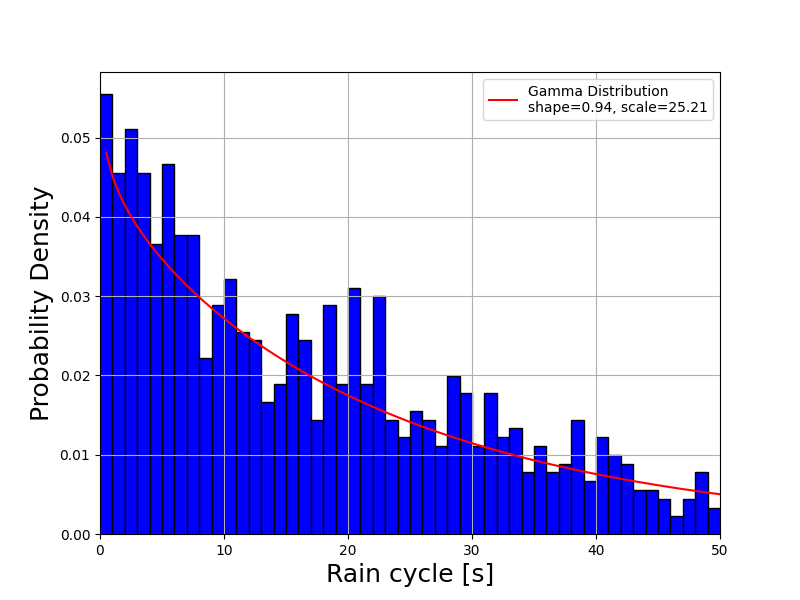 Gamma Distribution
shape=0.94, scale=25.21
Probability Density
0.05
0.04
0.03
0.02
0.01
0.00
0 10 20 30 40 50
Rain cycle [s]